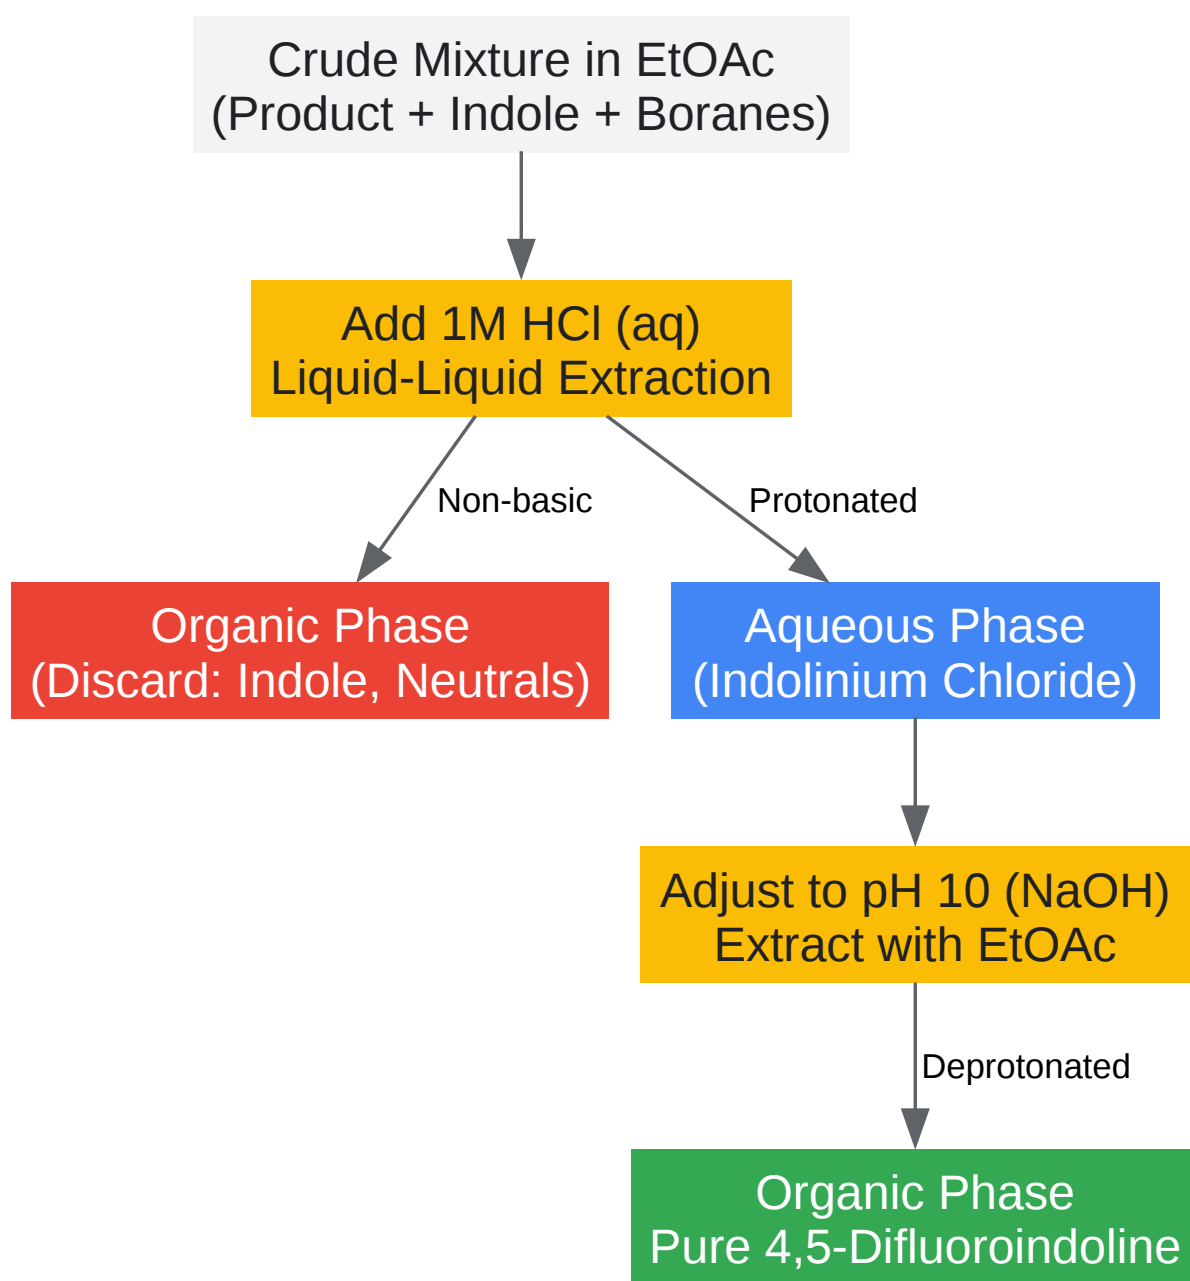 Crude Mixture in EtOAc
(Product + Indole + Boranes)
Add 1M HCl (aq)
Liquid-Liquid Extraction
Non-basic
Protonated
Organic Phase
(Discard: Indole, Neutrals)
Aqueous Phase
(Indolinium Chloride)
Adjust to pH 10 (NaOH)
Extract with EtOAc
Deprotonated
Organic Phase
Pure 4,5-Difluoroindoline